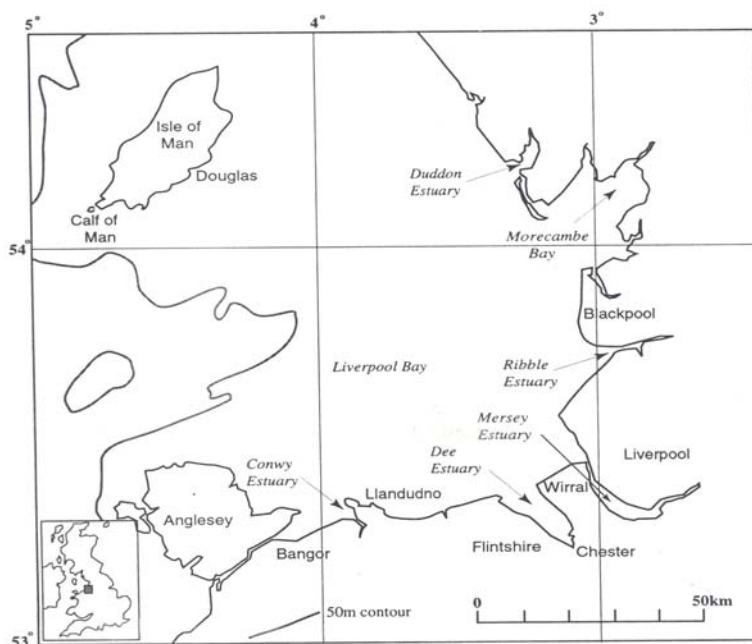 5°
4°
3°
Isle of
Man
Douglas
Calf of
Man
Duddon
Estuary
Morecambe
Bay
54°
Blackpool
Liverpool Bay
Ribble
Estuary
Mersey
Estuary
Liverpool
Dee
Estuary
Conwy
Estuary
Llandudno
Wirral
Anglesey
Bangor
Flintshire
Chester
50m contour
0
50km
53°